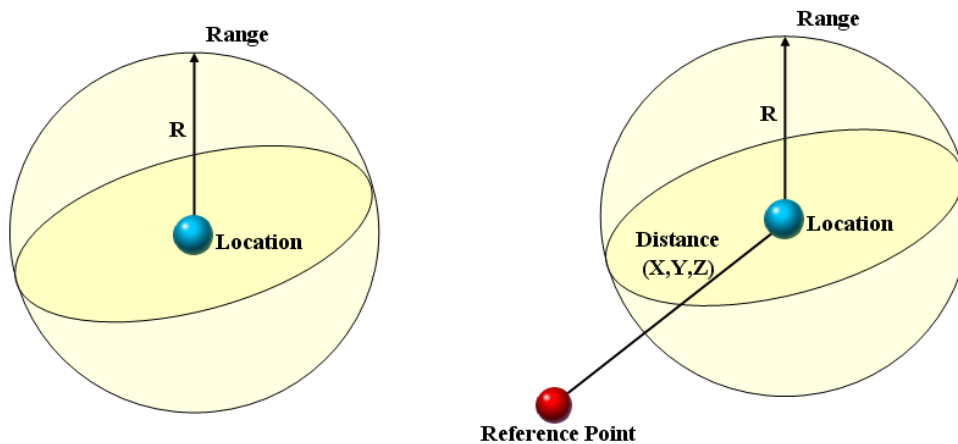 Range
R
Location
Range
R
Location
Distance
(X,Y,Z)
Reference Point